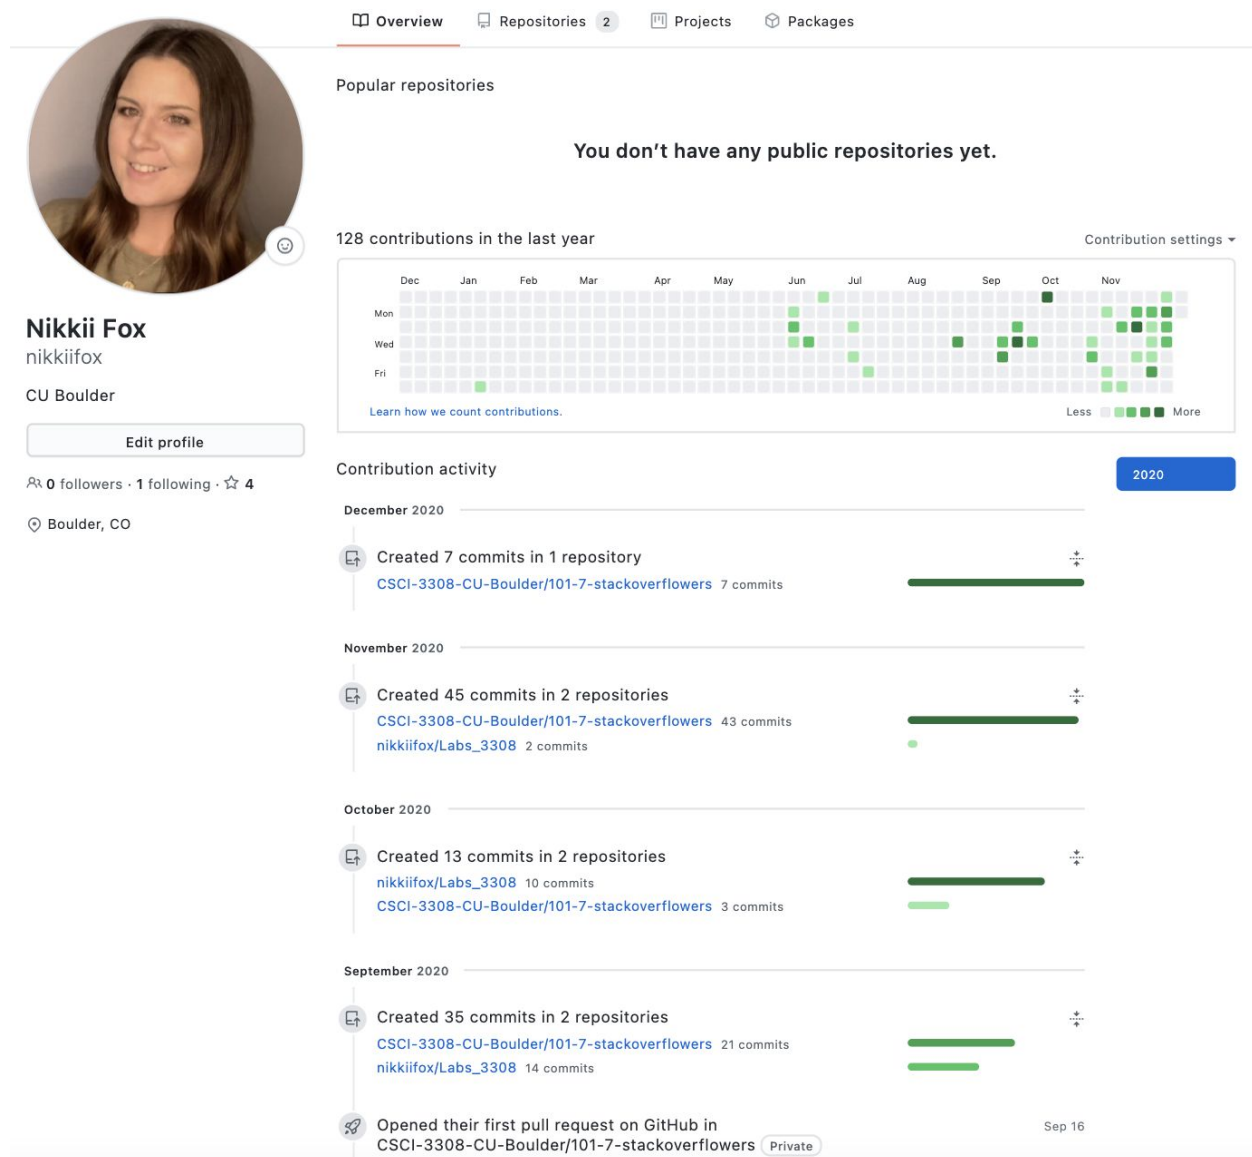 Overview Repositories 2 Projects Packages
Popular repositories
You don't have any public repositories yet.
128 contributions in the last year
Contribution settings
Dec Jan Feb Mar Apr May Jun Jul Aug Sep Oct Nov
Mon
Wed
Fri
Learn how we count contributions.
Less More
Nikkii Fox
nikkiifox
CU Boulder
Edit profile
0 followers · 1 following · 4
Boulder, CO
Contribution activity
2020
December 2020
Created 7 commits in 1 repository
CSCI-3308-CU-Boulder/101-7-stackoverflowers 7 commits
November 2020
Created 45 commits in 2 repositories
CSCI-3308-CU-Boulder/101-7-stackoverflowers 43 commits
nikkiifox/Labs_3308 2 commits
October 2020
Created 13 commits in 2 repositories
nikkiifox/Labs_3308 10 commits
CSCI-3308-CU-Boulder/101-7-stackoverflowers 3 commits
September 2020
Created 35 commits in 2 repositories
CSCI-3308-CU-Boulder/101-7-stackoverflowers 21 commits
nikkiifox/Labs_3308 14 commits
Opened their first pull request on GitHub in Sep 16
CSCI-3308-CU-Boulder/101-7-stackoverflowers Private